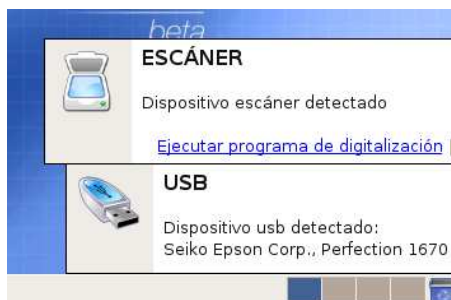 beta
ESCÁNER
Dispositivo escáner detectado
Ejecutar programa de digitalización
USB
Dispositivo usb detectado:
Seiko Epson Corp., Perfection 1670